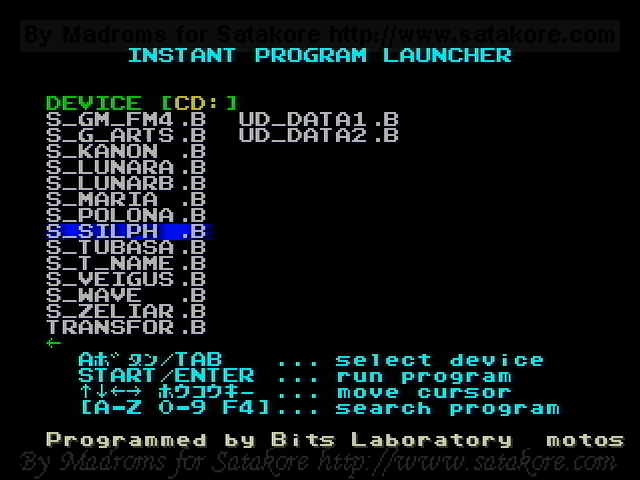 By Madroms for Satakore http://www.satakore.com
INSTANT PROGRAM LAUNCHER
DEVICE [CD:]
S_GM_FM4.B UD_DATA1.B
S_G_ARTS.B UD_DATA2.B
S_KANON .B
S_LUNARA.B
S_LUNARB.B
S_MARIA .B
S_POLONA.B
S_SILPH .B
S_TUBASA.B
S_T_NAME.B
S_VEIGUS.B
S_WAVE .B
S_ZELIAR.B
TRANSFOR.B
←
Aボタン/TAB ... select device
START/ENTER ... run program
↑↓←→ ホウコウキー ... move cursor
[A-Z 0-9 F4]... search program
Programmed by Bits Laboratory motos
By Madroms for Satakore http://www.satakore.com